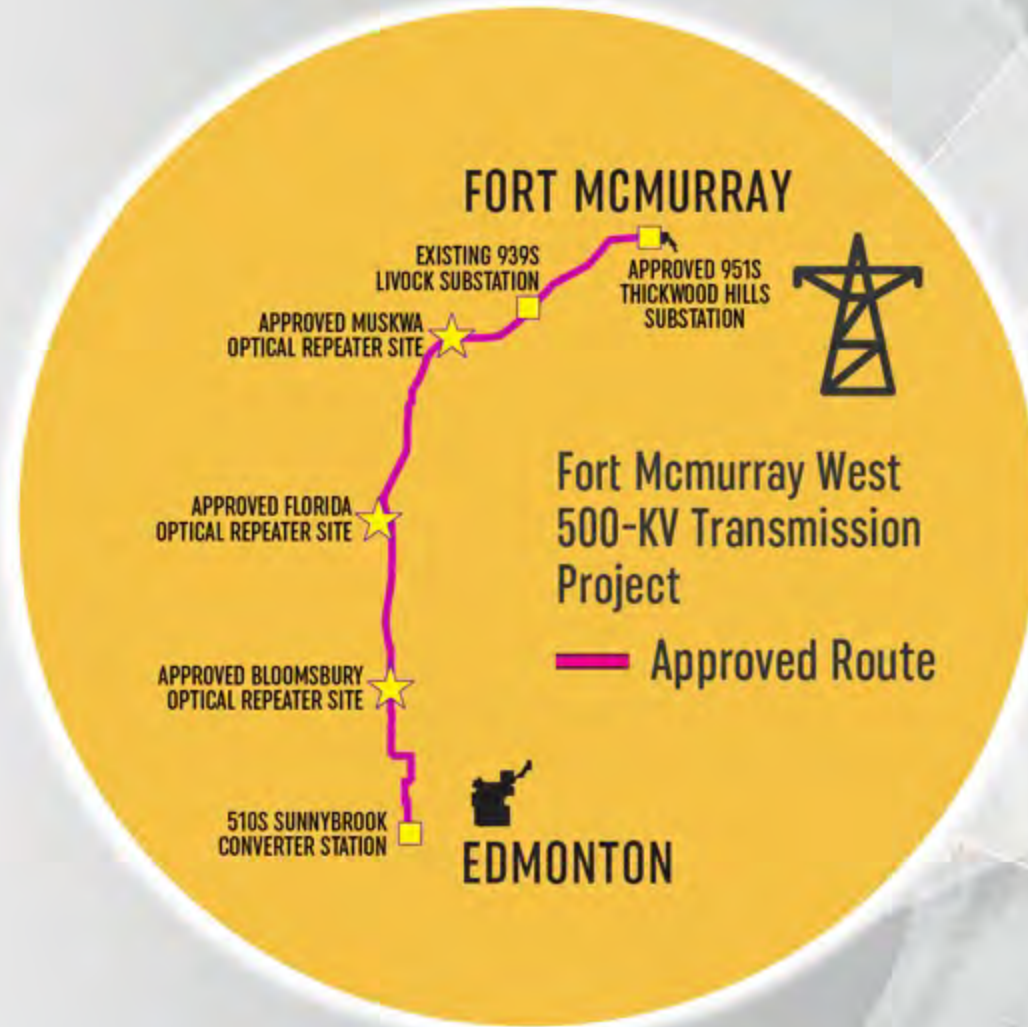 FORT MCMURRAY
EXISTING 939S
LIVOCK SUBSTATION
APPROVED 951S
THICKWOOD HILLS
SUBSTATION
APPROVED MUSKWA
OPTICAL REPEATER SITE
Fort Mcmurray West
500-KV Transmission
Project
Approved Route
APPROVED FLORIDA
OPTICAL REPEATER SITE
APPROVED BLOOMSBURY
OPTICAL REPEATER SITE
510S SUNNYBROOK
CONVERTER STATION
EDMONTON